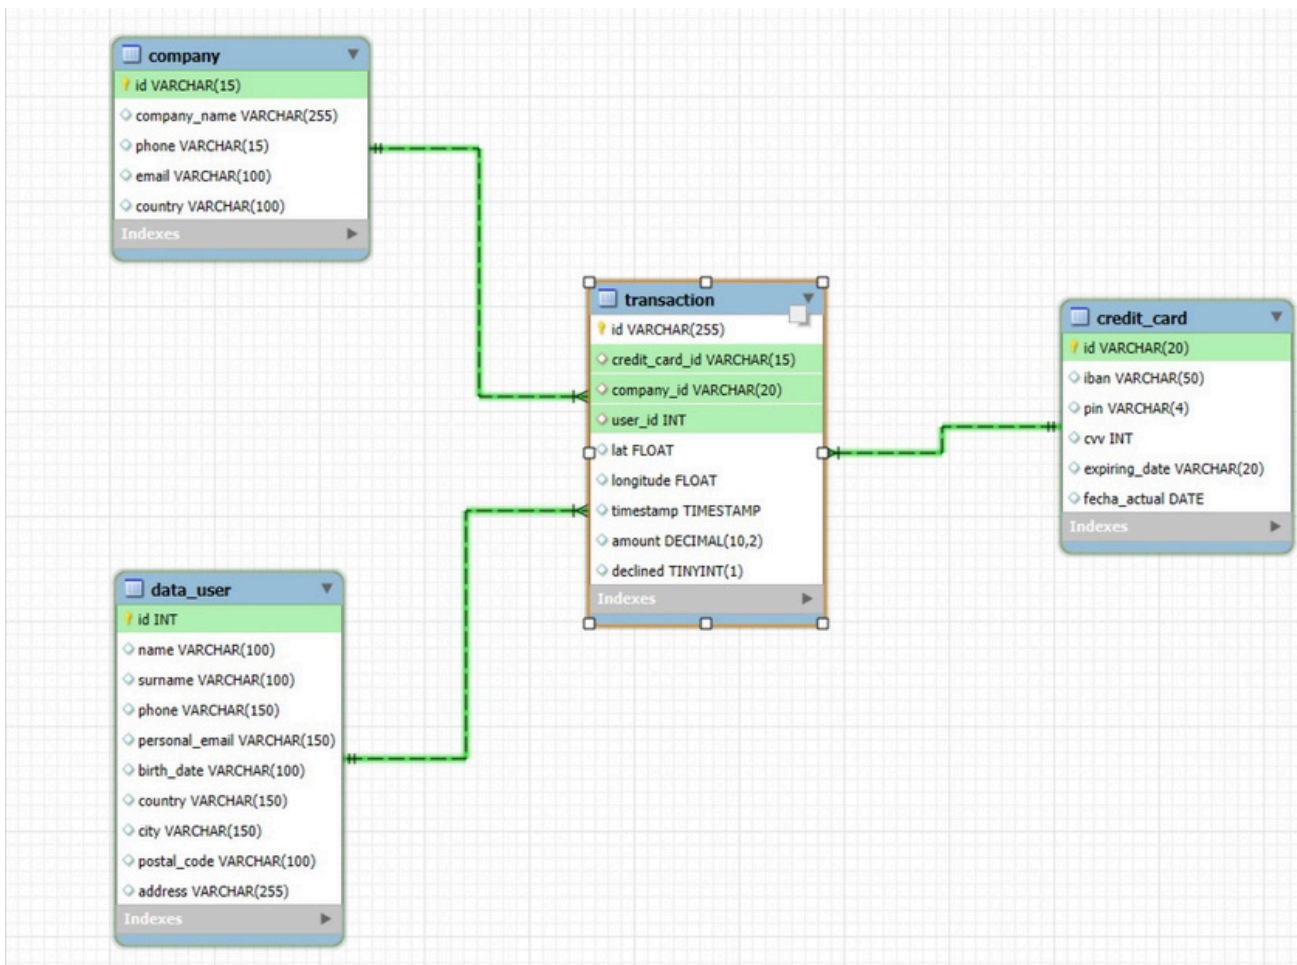 company
id VARCHAR(15)
company_name VARCHAR(255)
phone VARCHAR(15)
email VARCHAR(100)
country VARCHAR(100)
Indexes
transaction
id VARCHAR(255)
credit_card_id VARCHAR(15)
company_id VARCHAR(20)
user_id INT
lat FLOAT
longitude FLOAT
timestamp TIMESTAMP
amount DECIMAL(10,2)
declined TINYINT(1)
Indexes
credit_card
id VARCHAR(20)
iban VARCHAR(50)
pin VARCHAR(4)
cvv INT
expiring_date VARCHAR(20)
fecha_actual DATE
Indexes
data_user
id INT
name VARCHAR(100)
surname VARCHAR(100)
phone VARCHAR(150)
personal_email VARCHAR(150)
birth_date VARCHAR(100)
country VARCHAR(150)
city VARCHAR(150)
postal_code VARCHAR(100)
address VARCHAR(255)
Indexes